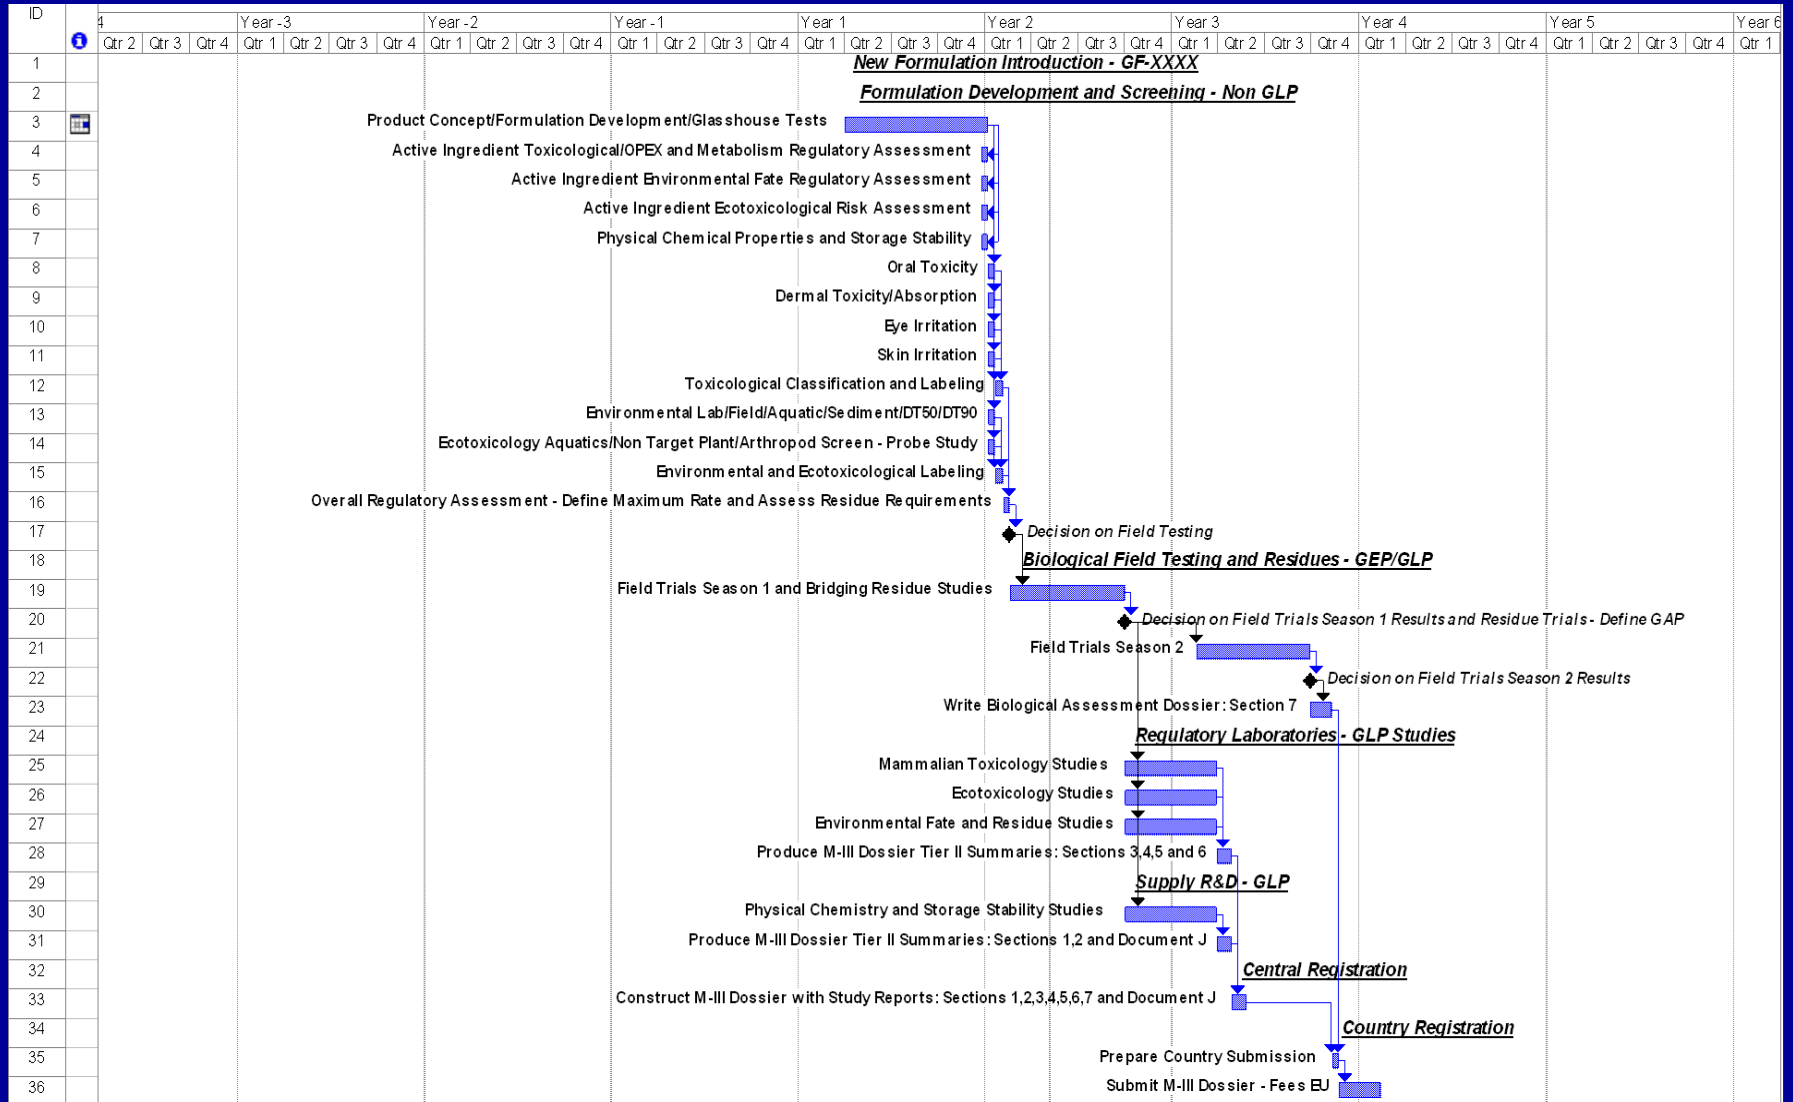 ID
4 Year -3 Year -2 Year -1 Year 1 Year 2 Year 3 Year 4 Year 5 Year 6
Qtr 2 Qtr 3 Qtr 4 Qtr 1 Qtr 2 Qtr 3 Qtr 4 Qtr 1 Qtr 2 Qtr 3 Qtr 4 Qtr 1 Qtr 2 Qtr 3 Qtr 4 Qtr 1 Qtr 2 Qtr 3 Qtr 4 Qtr 1 Qtr 2 Qtr 3 Qtr 4 Qtr 1 Qtr 2 Qtr 3 Qtr 4 Qtr 1 Qtr 2 Qtr 3 Qtr 4 Qtr 1 Qtr 2 Qtr 3 Qtr 4 Qtr 1
1 New Formulation Introduction - GF-XXXX
2 Formulation Development and Screening - Non GLP
3 Product Concept/Formulation Development/Glasshouse Tests
4 Active Ingredient Toxicological/OPEX and Metabolism Regulatory Assessment
5 Active Ingredient Environmental Fate Regulatory Assessment
6 Active Ingredient Ecotoxicological Risk Assessment
7 Physical Chemical Properties and Storage Stability
8 Oral Toxicity
9 Dermal Toxicity/Absorption
10 Eye Irritation
11 Skin Irritation
12 Toxicological Classification and Labeling
13 Environmental Lab/Field/Aquatic/Sediment/DT50/DT90
14 Ecotoxicology Aquatics/Non Target Plant/Arthropod Screen - Probe Study
15 Environmental and Ecotoxicological Labeling
16 Overall Regulatory Assessment - Define Maximum Rate and Assess Residue Requirements
17 Decision on Field Testing
18 Biological Field Testing and Residues - GEP/GLP
19 Field Trials Season 1 and Bridging Residue Studies
20 Decision on Field Trials Season 1 Results and Residue Trials - Define GAP
21 Field Trials Season 2
22 Decision on Field Trials Season 2 Results
23 Write Biological Assessment Dossier: Section 7
24 Regulatory Laboratories - GLP Studies
25 Mammalian Toxicology Studies
26 Ecotoxicology Studies
27 Environmental Fate and Residue Studies
28 Produce M-III Dossier Tier II Summaries: Sections 3,4,5 and 6
29 Supply R&D - GLP
30 Physical Chemistry and Storage Stability Studies
31 Produce M-III Dossier Tier II Summaries: Sections 1,2 and Document J
32 Central Registration
33 Construct M-III Dossier with Study Reports: Sections 1,2,3,4,5,6,7 and Document J
34 Country Registration
35 Prepare Country Submission
36 Submit M-III Dossier - Fees EU